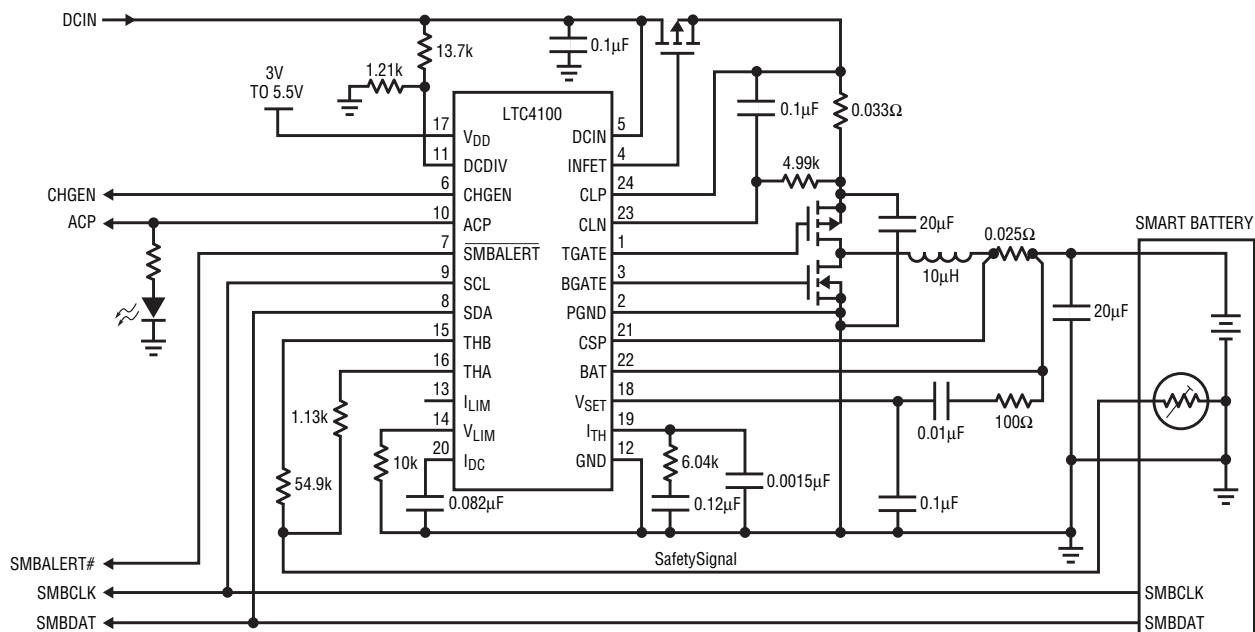 DCIN
13.7k
0.1µF
1.21k
3V
TO 5.5V
LTC4100
0.1µF
0.033Ω
17 VDD
DCIN 5
11 DCDIV
INFET 4
4.99k
CHGEN
6 CHGEN
CLP 24
ACP
10 ACP
CLN 23
20µF
0.025Ω
SMART BATTERY
7 SMBALERT
TGATE 1
10µH
9 SCL
BGATE 3
8 SDA
PGND 2
20µF
15 THB
CSP 21
16 THA
BAT 22
1.13k
13 ILIM
VSET 18
0.01µF
100Ω
14 VLIM
ITH 19
10k
6.04k
20 IDC
GND 12
54.9k
0.082µF
0.12µF
0.0015µF
0.1µF
SafetySignal
SMBALERT#
SMBCLK
SMBCLK
SMBDAT
SMBDAT